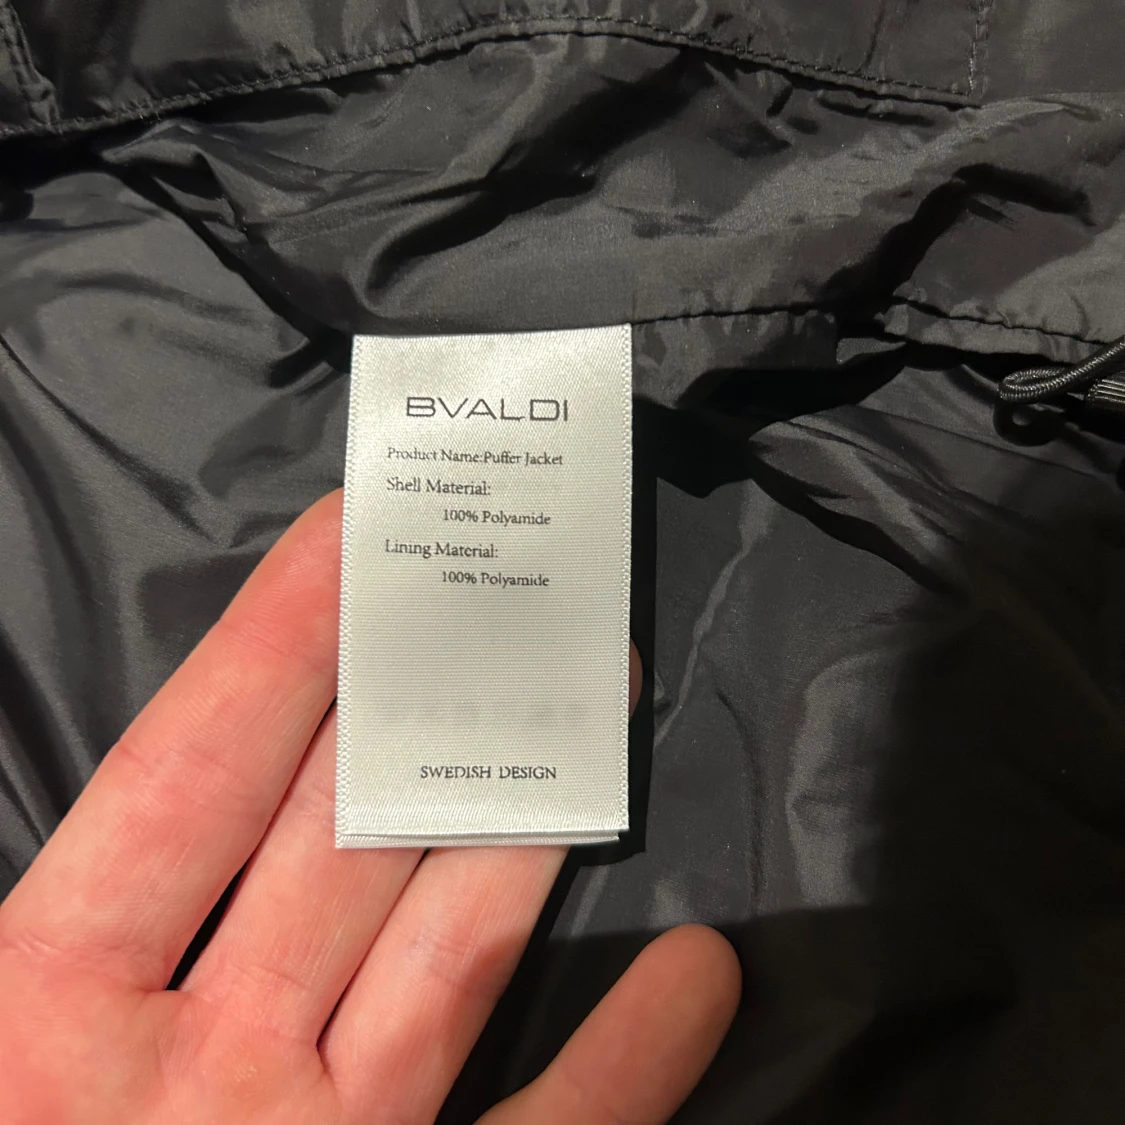 BVALDI
Product Name:Puffer Jacket
Shell Material:
100% Polyamide
Lining Material:
100% Polyamide
SWEDISH DESIGN